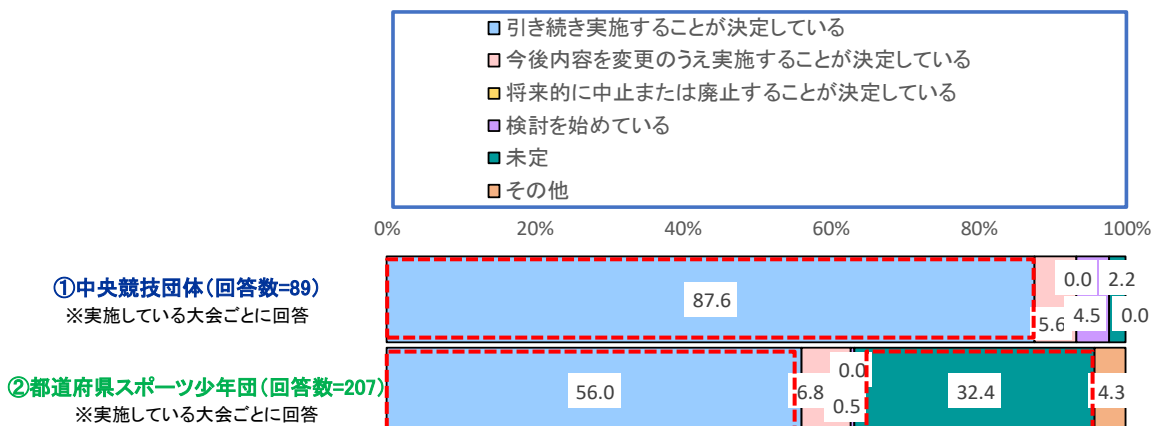 引き続き実施することが決定している
今後内容を変更のうえ実施することが決定している
将来的に中止または廃止することが決定している
検討を始めている
未定
その他
0% 20% 40% 60% 80% 100%
①中央競技団体(回答数=89)
※実施している大会ごとに回答
87.6 5.6 0.0 4.5 2.2 0.0
②都道府県スポーツ少年団(回答数=207)
※実施している大会ごとに回答
56.0 6.8 0.0 0.5 32.4 4.3